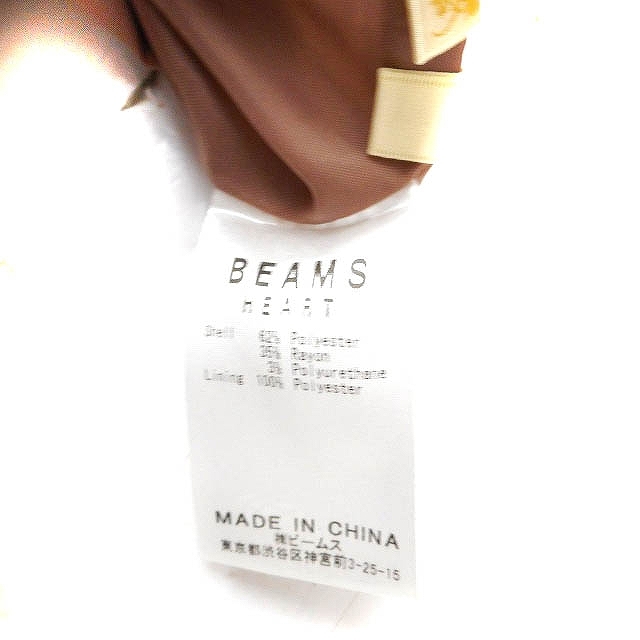 BEAMS
HEART
Shell 62% Polyester
35% Rayon
3% Polyurethane
Lining 100% Polyester
MADE IN CHINA
㈱ビームス
東京都渋谷区神宮前3-25-15